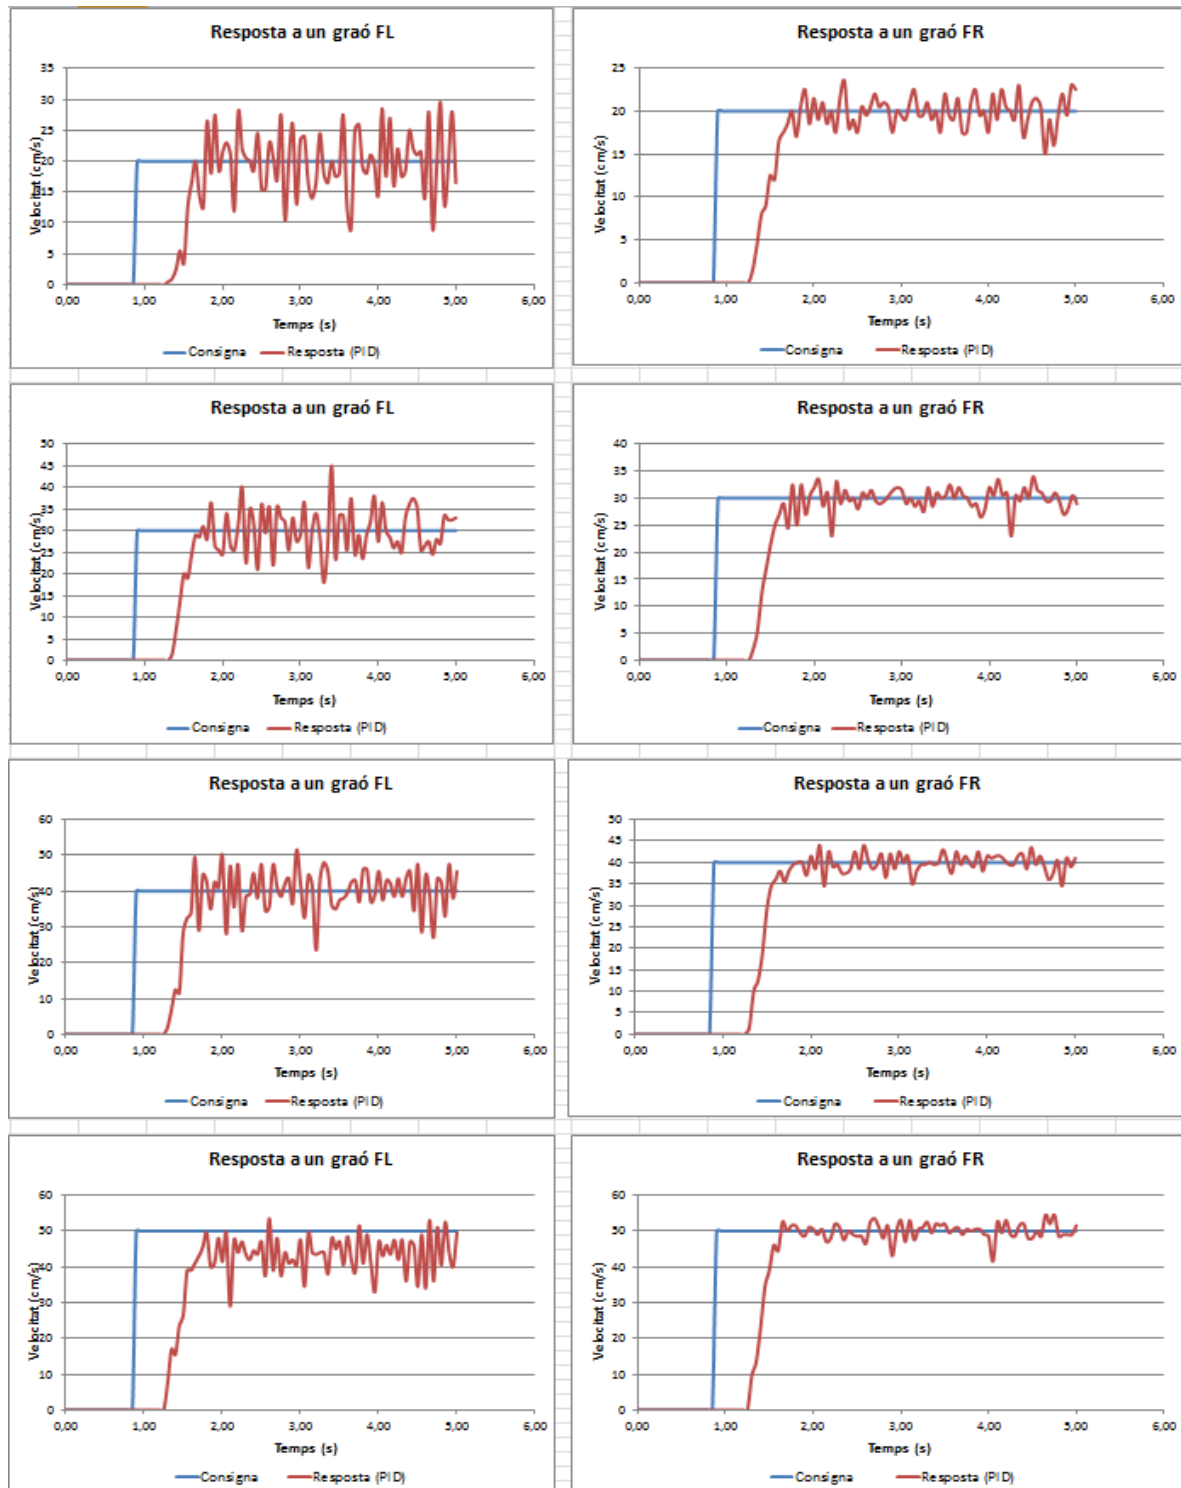 Resposta a un graó FL
Velocitat (cm/s)
35
30
25
20
15
10
5
0
0,00 1,00 2,00 3,00 4,00 5,00 6,00
Temps (s)
Consigna Resposta (PID)
Resposta a un graó FR
Velocitat (cm/s)
25
20
15
10
5
0
0,00 1,00 2,00 3,00 4,00 5,00 6,00
Temps (s)
Consigna Resposta (PID)
Resposta a un graó FL
Velocitat (cm/s)
50
45
40
35
30
25
20
15
10
5
0
0,00 1,00 2,00 3,00 4,00 5,00 6,00
Temps (s)
Consigna Resposta (PID)
Resposta a un graó FR
Velocitat (cm/s)
40
35
30
25
20
15
10
5
0
0,00 1,00 2,00 3,00 4,00 5,00 6,00
Temps (s)
Consigna Resposta (PID)
Resposta a un graó FL
Velocitat (cm/s)
60
50
40
30
20
10
0
0,00 1,00 2,00 3,00 4,00 5,00 6,00
Temps (s)
Consigna Resposta (PID)
Resposta a un graó FR
Velocitat (cm/s)
50
45
40
35
30
25
20
15
10
5
0
0,00 1,00 2,00 3,00 4,00 5,00 6,00
Temps (s)
Consigna Resposta (PID)
Resposta a un graó FL
Velocitat (cm/s)
60
50
40
30
20
10
0
0,00 1,00 2,00 3,00 4,00 5,00 6,00
Temps (s)
Consigna Resposta (PID)
Resposta a un graó FR
Velocitat (cm/s)
60
50
40
30
20
10
0
0,00 1,00 2,00 3,00 4,00 5,00 6,00
Temps (s)
Consigna Resposta (PID)